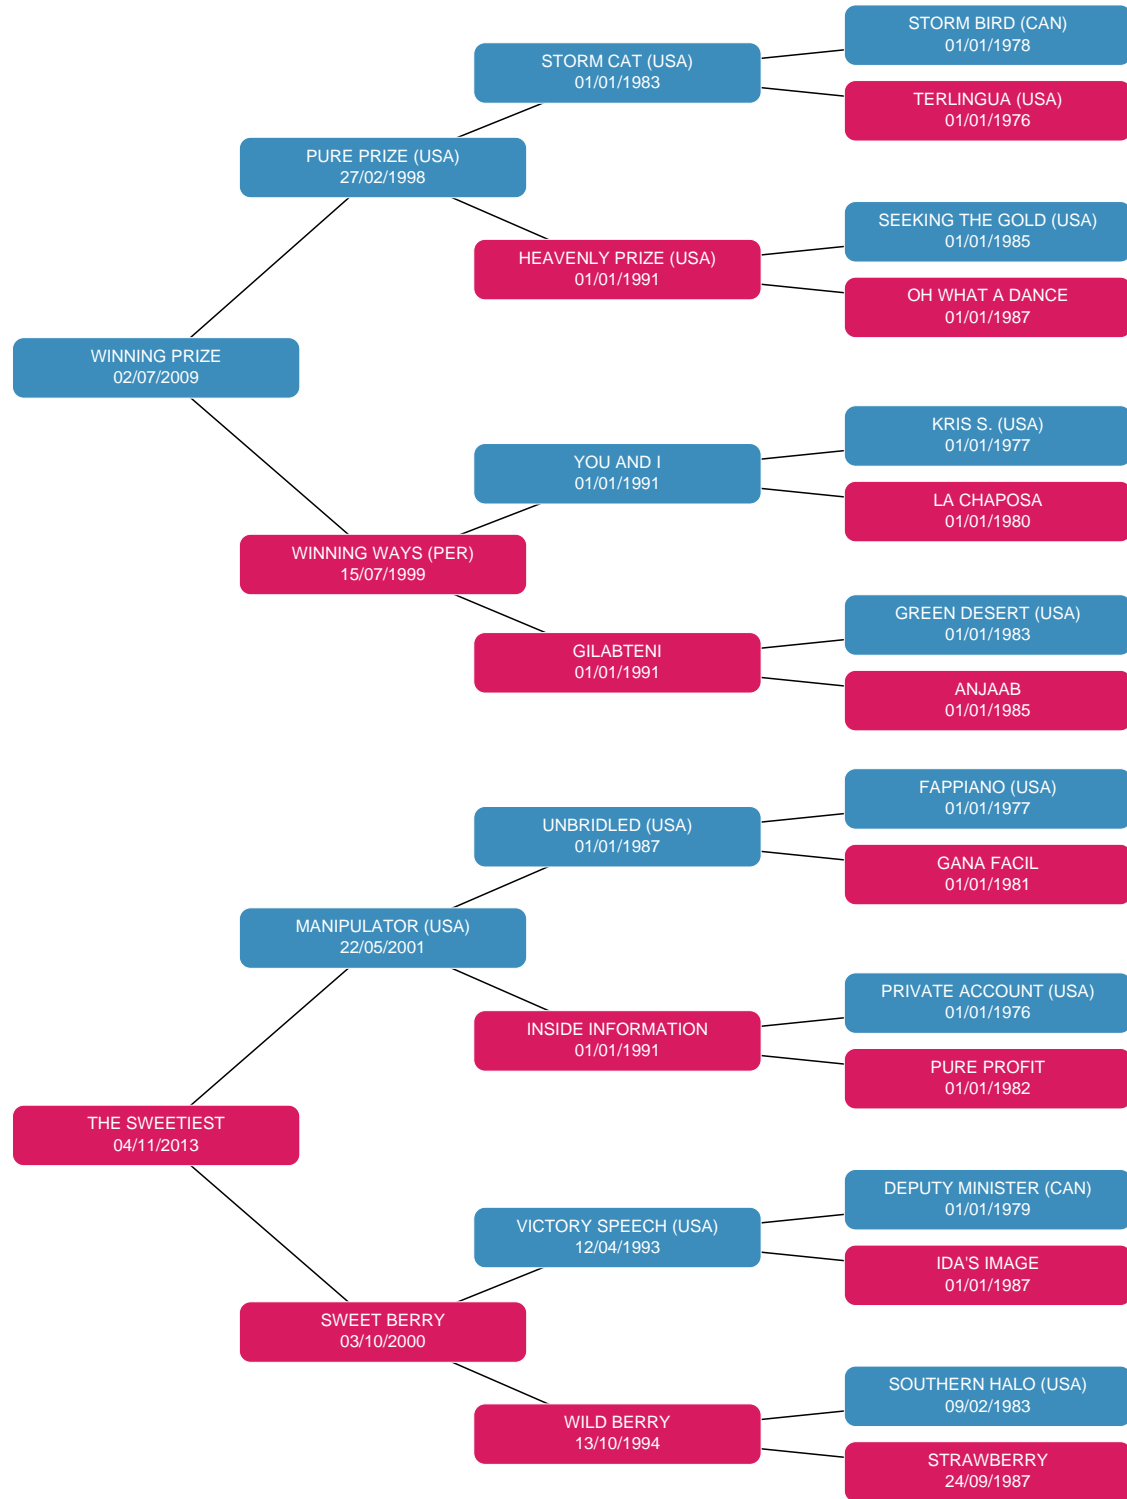 STORM BIRD (CAN)
01/01/1978
STORM CAT (USA)
01/01/1983
TERLINGUA (USA)
01/01/1976
PURE PRIZE (USA)
27/02/1998
SEEKING THE GOLD (USA)
01/01/1985
HEAVENLY PRIZE (USA)
01/01/1991
OH WHAT A DANCE
01/01/1987
WINNING PRIZE
02/07/2009
KRIS S. (USA)
01/01/1977
YOU AND I
01/01/1991
LA CHAPOSA
01/01/1980
WINNING WAYS (PER)
15/07/1999
GREEN DESERT (USA)
01/01/1983
GILABTENI
01/01/1991
ANJAAB
01/01/1985
FAPPIANO (USA)
01/01/1977
UNBRIDLED (USA)
01/01/1987
GANA FACIL
01/01/1981
MANIPULATOR (USA)
22/05/2001
PRIVATE ACCOUNT (USA)
01/01/1976
INSIDE INFORMATION
01/01/1991
PURE PROFIT
01/01/1982
THE SWEETIEST
04/11/2013
DEPUTY MINISTER (CAN)
01/01/1979
VICTORY SPEECH (USA)
12/04/1993
IDA'S IMAGE
01/01/1987
SWEET BERRY
03/10/2000
SOUTHERN HALO (USA)
09/02/1983
WILD BERRY
13/10/1994
STRAWBERRY
24/09/1987